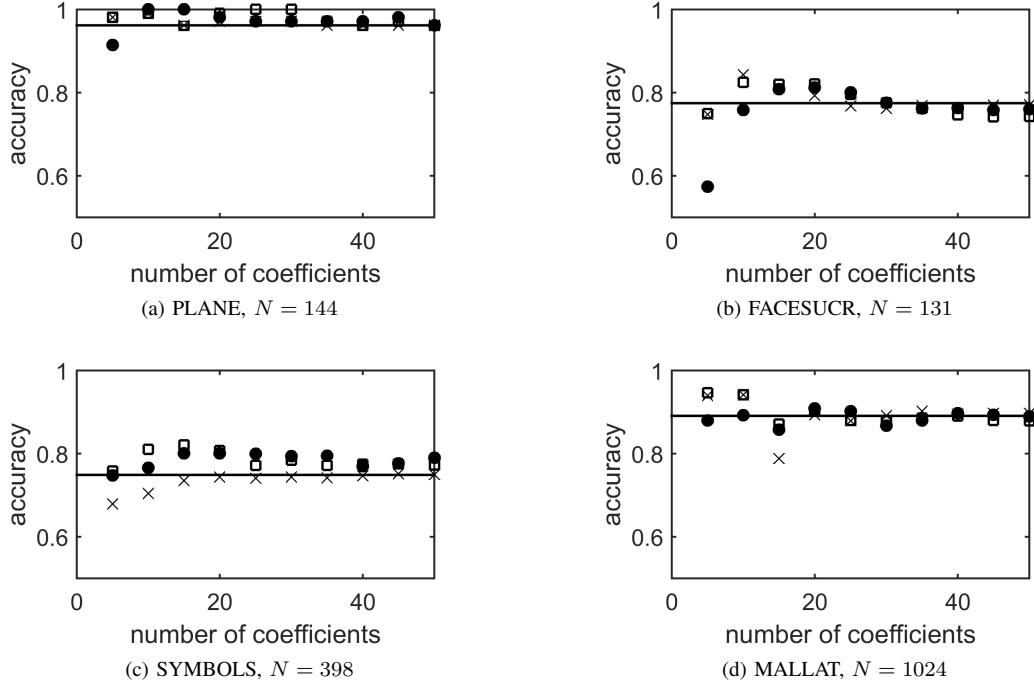 1
0.8
0.6
accuracy
0
20
40
number of coefficients
(a) PLANE, N = 144
1
0.8
0.6
accuracy
0
20
40
number of coefficients
(b) FACESUCR, N = 131
1
0.8
0.6
accuracy
0
20
40
number of coefficients
(c) SYMBOLS, N = 398
1
0.8
0.6
accuracy
0
20
40
number of coefficients
(d) MALLAT, N = 1024